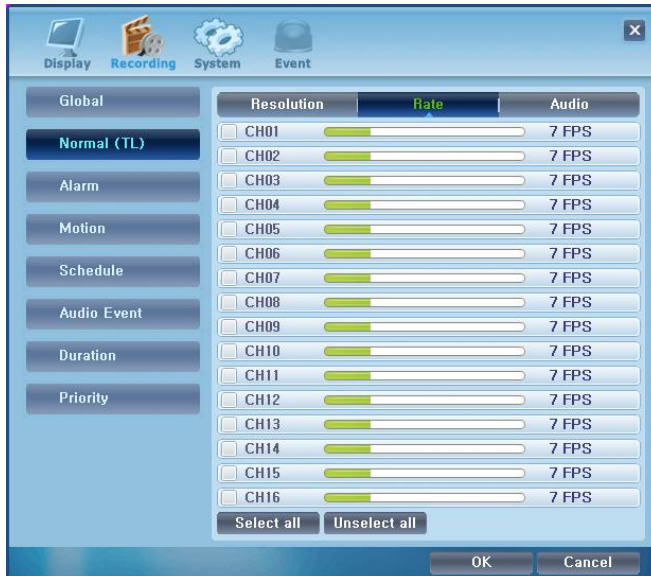 Display Recording System Event
Global
Normal (TL)
Alarm
Motion
Schedule
Audio Event
Duration
Priority
Resolution Rate Audio
CH01 7 FPS
CH02 7 FPS
CH03 7 FPS
CH04 7 FPS
CH05 7 FPS
CH06 7 FPS
CH07 7 FPS
CH08 7 FPS
CH09 7 FPS
CH10 7 FPS
CH11 7 FPS
CH12 7 FPS
CH13 7 FPS
CH14 7 FPS
CH15 7 FPS
CH16 7 FPS
Select all Unselect all
OK Cancel